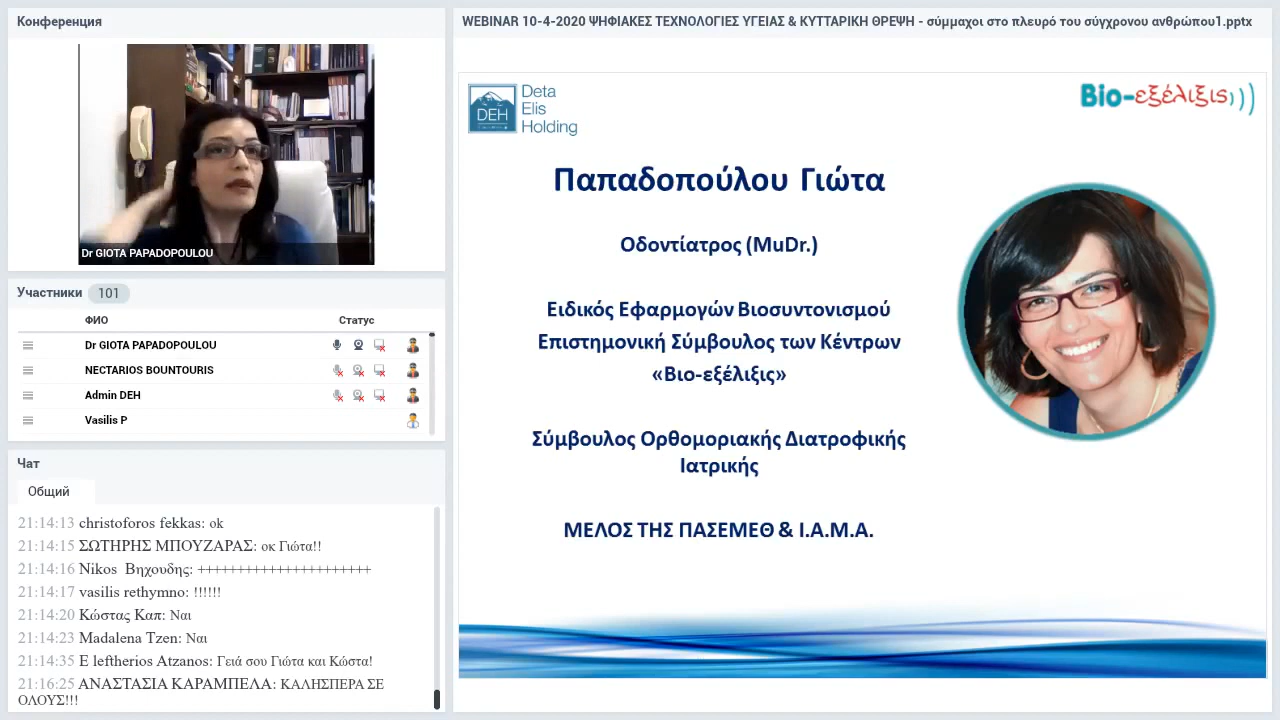 Конференция
Dr GIOTA PAPADOPOULOU
Участники 101
ФИО Статус
Dr GIOTA PAPADOPOULOU
NECTARIOS BOUNTOURIS
Admin DEH
Vasilis P
Чат
Общий
21:14:13 christoforos fekkas: ok
21:14:15 ΣΩΤΗΡΗΣ ΜΠΟΥΖΑΡΑΣ: οκ Γιώτα!!
21:14:16 Nikos Βηχουδης: ++++++++++++++++++++++
21:14:17 vasilis rethymno: !!!!!!
21:14:20 Κώστας Καπ: Ναι
21:14:23 Madalena Tzen: Ναι
21:14:35 E leftherios Atzanos: Γειά σου Γιώτα και Κώστα!
21:16:25 ΑΝΑΣΤΑΣΙΑ ΚΑΡΑΜΠΕΛΑ: ΚΑΛΗΣΠΕΡΑ ΣΕ
ΟΛΟΥΣ!!!
WEBINAR 10-4-2020 ΨΗΦΙΑΚΕΣ ΤΕΧΝΟΛΟΓΙΕΣ ΥΓΕΙΑΣ & ΚΥΤΤΑΡΙΚΗ ΘΡΕΨΗ - σύμμαχοι στο πλευρό του σύγχρονου ανθρώπου1.pptx
DEH
Deta
Elis
Holding
Bio-εξέλιξις
Παπαδοπούλου Γιώτα
Οδοντίατρος (MuDr.)
Ειδικός Εφαρμογών Βιοσυντονισμού
Επιστημονική Σύμβουλος των Κέντρων
«Βιο-εξέλιξις»
Σύμβουλος Ορθομοριακής Διατροφικής
Ιατρικής
ΜΕΛΟΣ ΤΗΣ ΠΑΣΕΜΕΘ & Ι.Α.Μ.Α.